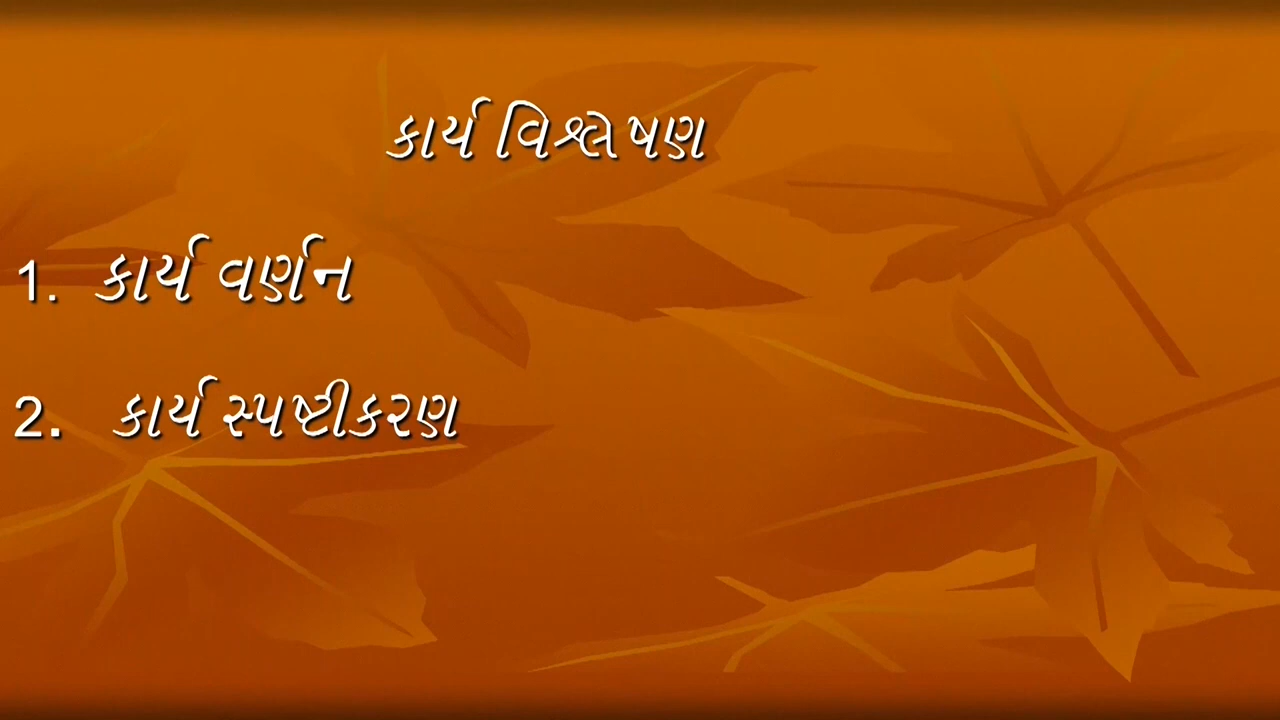 કાર્ય વિશ્લેષણ
1. કાર્ય વર્ણન
2. કાર્ય સ્પષ્ટીકરણ